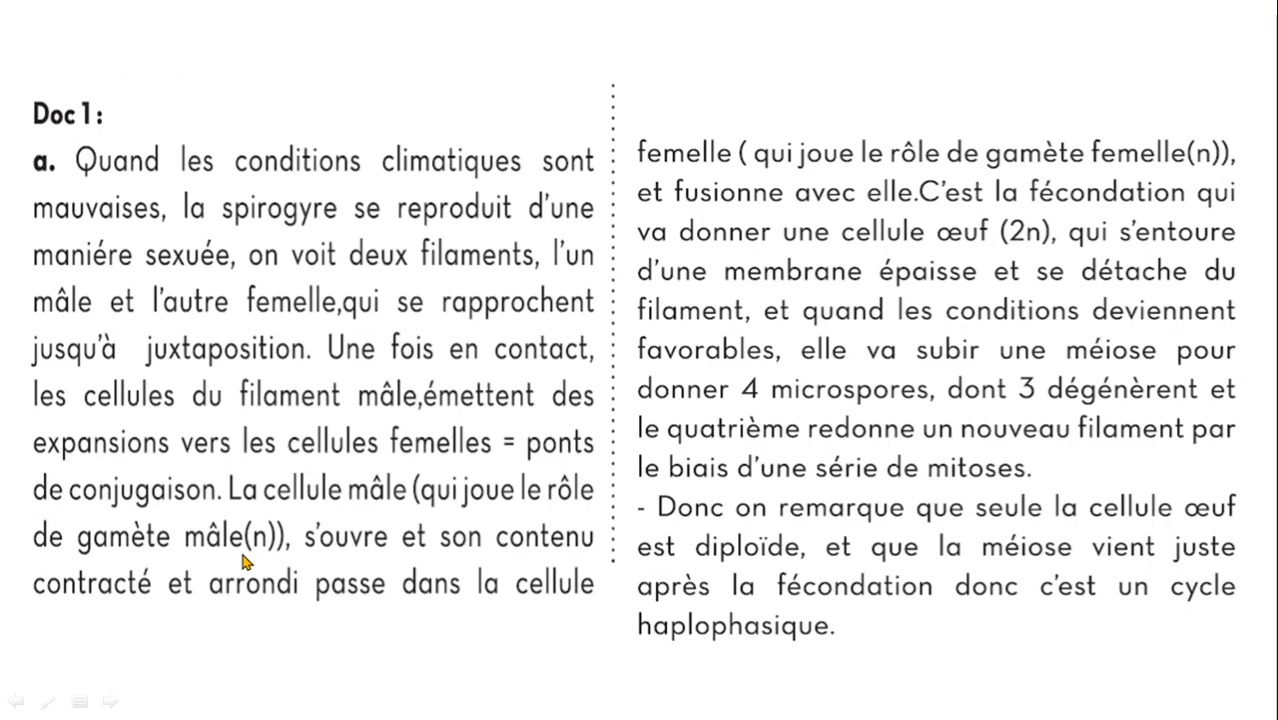 Doc 1 :
a. Quand les conditions climatiques sont
mauvaises, la spirogyre se reproduit d'une
maniére sexuée, on voit deux filaments, l'un
mâle et l'autre femelle,qui se rapprochent
jusqu'à juxtaposition. Une fois en contact,
les cellules du filament mâle,émettent des
expansions vers les cellules femelles = ponts
de conjugaison. La cellule mâle (qui joue le rôle
de gamète mâle(n)), s'ouvre et son contenu
contracté et arrondi passe dans la cellule
femelle ( qui joue le rôle de gamète femelle(n)),
et fusionne avec elle.C'est la fécondation qui
va donner une cellule œuf (2n), qui s'entoure
d'une membrane épaisse et se détache du
filament, et quand les conditions deviennent
favorables, elle va subir une méiose pour
donner 4 microspores, dont 3 dégénèrent et
le quatrième redonne un nouveau filament par
le biais d'une série de mitoses.
- Donc on remarque que seule la cellule œuf
est diploïde, et que la méiose vient juste
après la fécondation donc c'est un cycle
haplophasique.